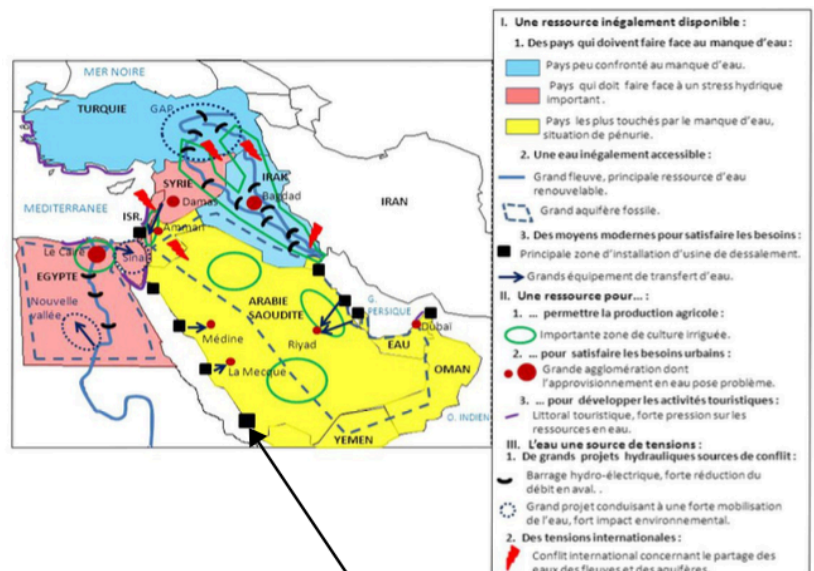 MER NOIRE
TURQUIE
GAP
SYRIE
Damas
IRAK
Bagdad
IRAN
MEDITERRANEE
ISR.
Amman
Le Caire
Sinaï
EGYPTE
Nouvelle
vallée
ARABIE
SAOUDITE
G.
PERSIQUE
Médine
Riyad
Dubaï
EAU
La Mecque
OMAN
O. INDIEN
YEMEN
I. Une ressource inégalement disponible :
1. Des pays qui doivent faire face au manque d'eau :
Pays peu confronté au manque d'eau.
Pays qui doit faire face à un stress hydrique
important .
Pays les plus touchés par le manque d'eau,
situation de pénurie.
2. Une eau inégalement accessible :
Grand fleuve, principale ressource d'eau
renouvelable.
Grand aquifère fossile.
3. Des moyens modernes pour satisfaire les besoins :
Principale zone d'installation d'usine de dessalement.
Grands équipement de transfert d'eau.
II. Une ressource pour... :
1. ... permettre la production agricole :
Importante zone de culture irriguée.
2. ... pour satisfaire les besoins urbains :
Grande agglomération dont
l'approvisionnement en eau pose problème.
3. ... pour développer les activités touristiques :
Littoral touristique, forte pression sur les
ressources en eau.
III. L'eau une source de tensions :
1. De grands projets hydrauliques sources de conflit :
Barrage hydro-électrique, forte réduction du
débit en aval. .
Grand projet conduisant à une forte mobilisation
de l'eau, fort impact environnemental.
2. Des tensions internationales :
Conflit international concernant le partage des
eaux des fleuves et des aquifères.